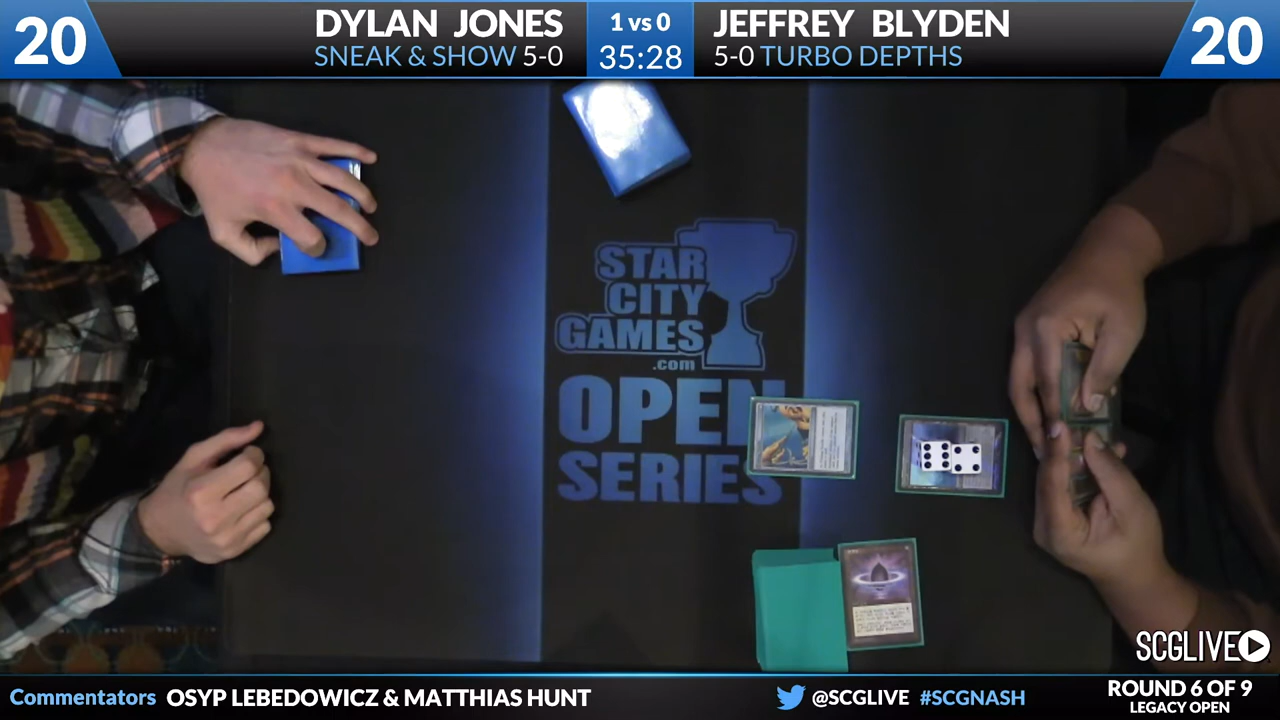 20
DYLAN JONES
SNEAK & SHOW 5-0
1 vs 0
35:28
JEFFREY BLYDEN
5-0 TURBO DEPTHS
20
STAR
CITY
GAMES
.com
OPEN
SERIES
SCGLIVE
Commentators OSYP LEBEDOWICZ & MATTHIAS HUNT
@SCGLIVE #SCGNASH
ROUND 6 OF 9
LEGACY OPEN